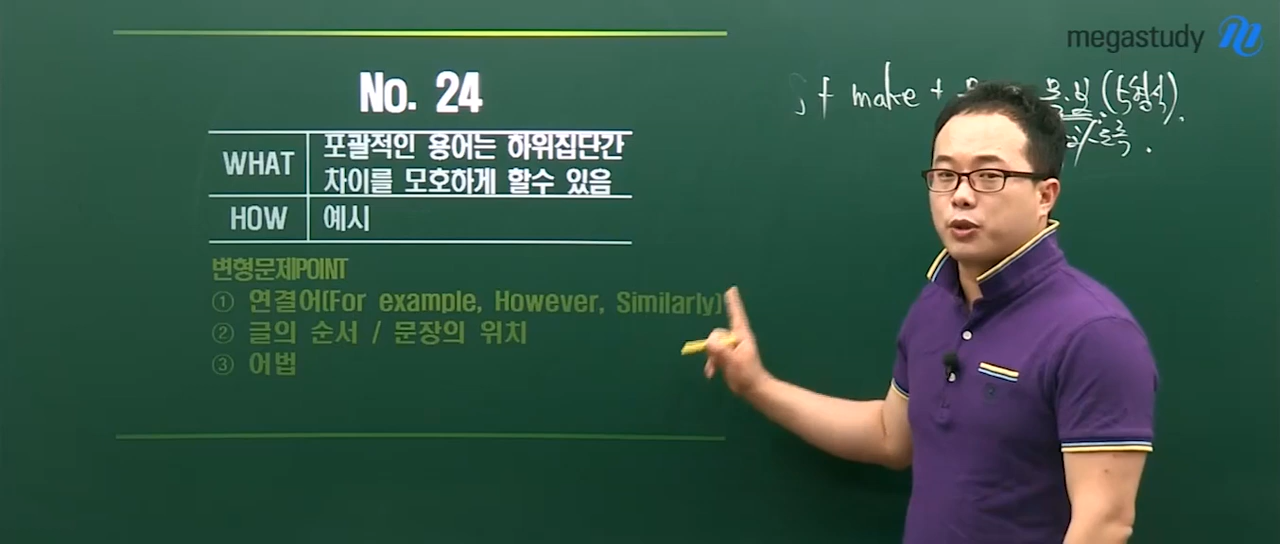 megastudy
No. 24
WHAT
포괄적인 용어는 하위집단간
차이를 모호하게 할수 있음
HOW
예시
변형문제POINT
① 연결어(For example, However, Similarly)
② 글의 순서 / 문장의 위치
③ 어법
make +